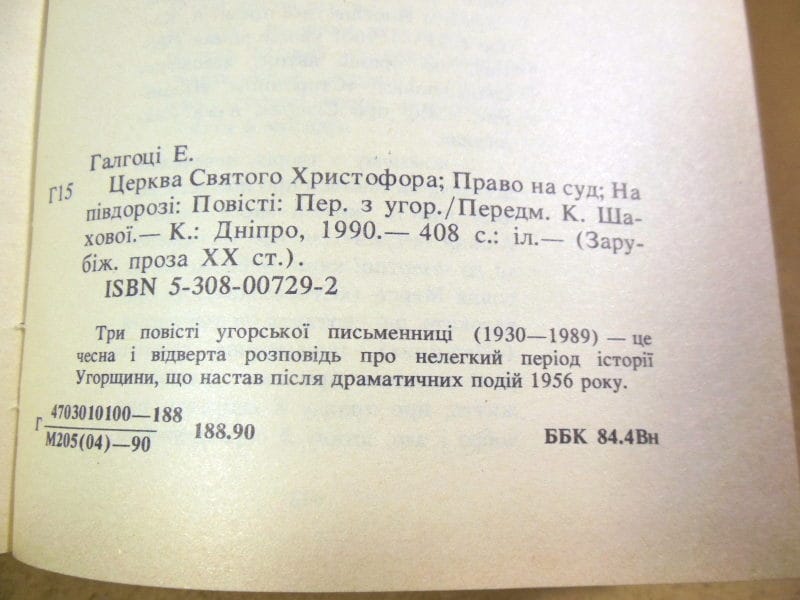 Галгоці Е.
Г15 Церква Святого Христофора; Право на суд; На
півдорозі: Повісті: Пер. з угор./Передм. К. Ша-
хової.— К.: Дніпро, 1990.— 408 с.: іл.— (Зару-
біж. проза XX ст.).
ISBN 5-308-00729-2
Три повісті угорської письменниці (1930—1989) — це
чесна і відверта розповідь про нелегкий період історії
Угорщини, що настав після драматичних подій 1956 року.
Г 4703010100—188
М205(04)—90
188.90
ББК 84.4Вн